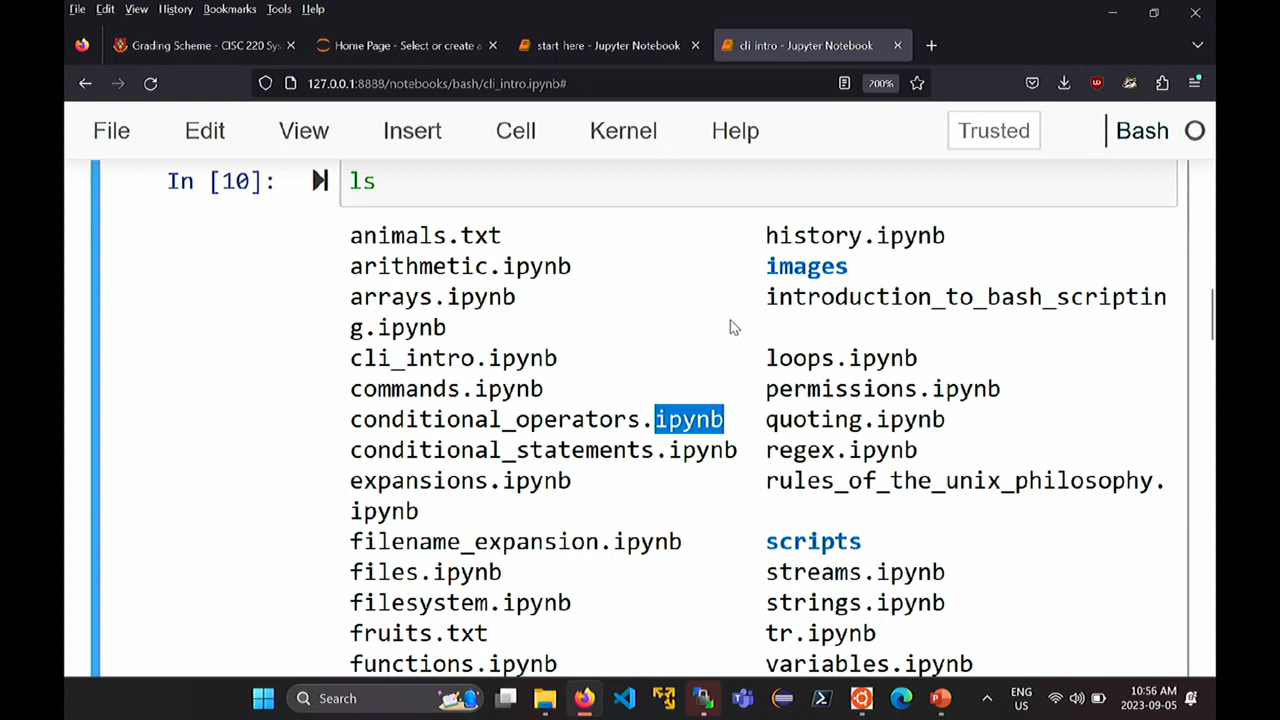 File Edit View History Bookmarks Tools Help
Grading Scheme - CISC 220 Sys
Home Page - Select or create a
start here - Jupyter Notebook
cli intro - Jupyter Notebook
127.0.0.1:8888/notebooks/bash/cli_intro.ipynb#
200%
File Edit View Insert Cell Kernel Help Trusted Bash
In [10]: ls
animals.txt history.ipynb
arithmetic.ipynb images
arrays.ipynb introduction_to_bash_scriptin
g.ipynb
cli_intro.ipynb loops.ipynb
commands.ipynb permissions.ipynb
conditional_operators.ipynb quoting.ipynb
conditional_statements.ipynb regex.ipynb
expansions.ipynb rules_of_the_unix_philosophy.
ipynb
filename_expansion.ipynb scripts
files.ipynb streams.ipynb
filesystem.ipynb strings.ipynb
fruits.txt tr.ipynb
functions.ipynb variables.ipynb
Search
ENG
US
10:56 AM
2023-09-05